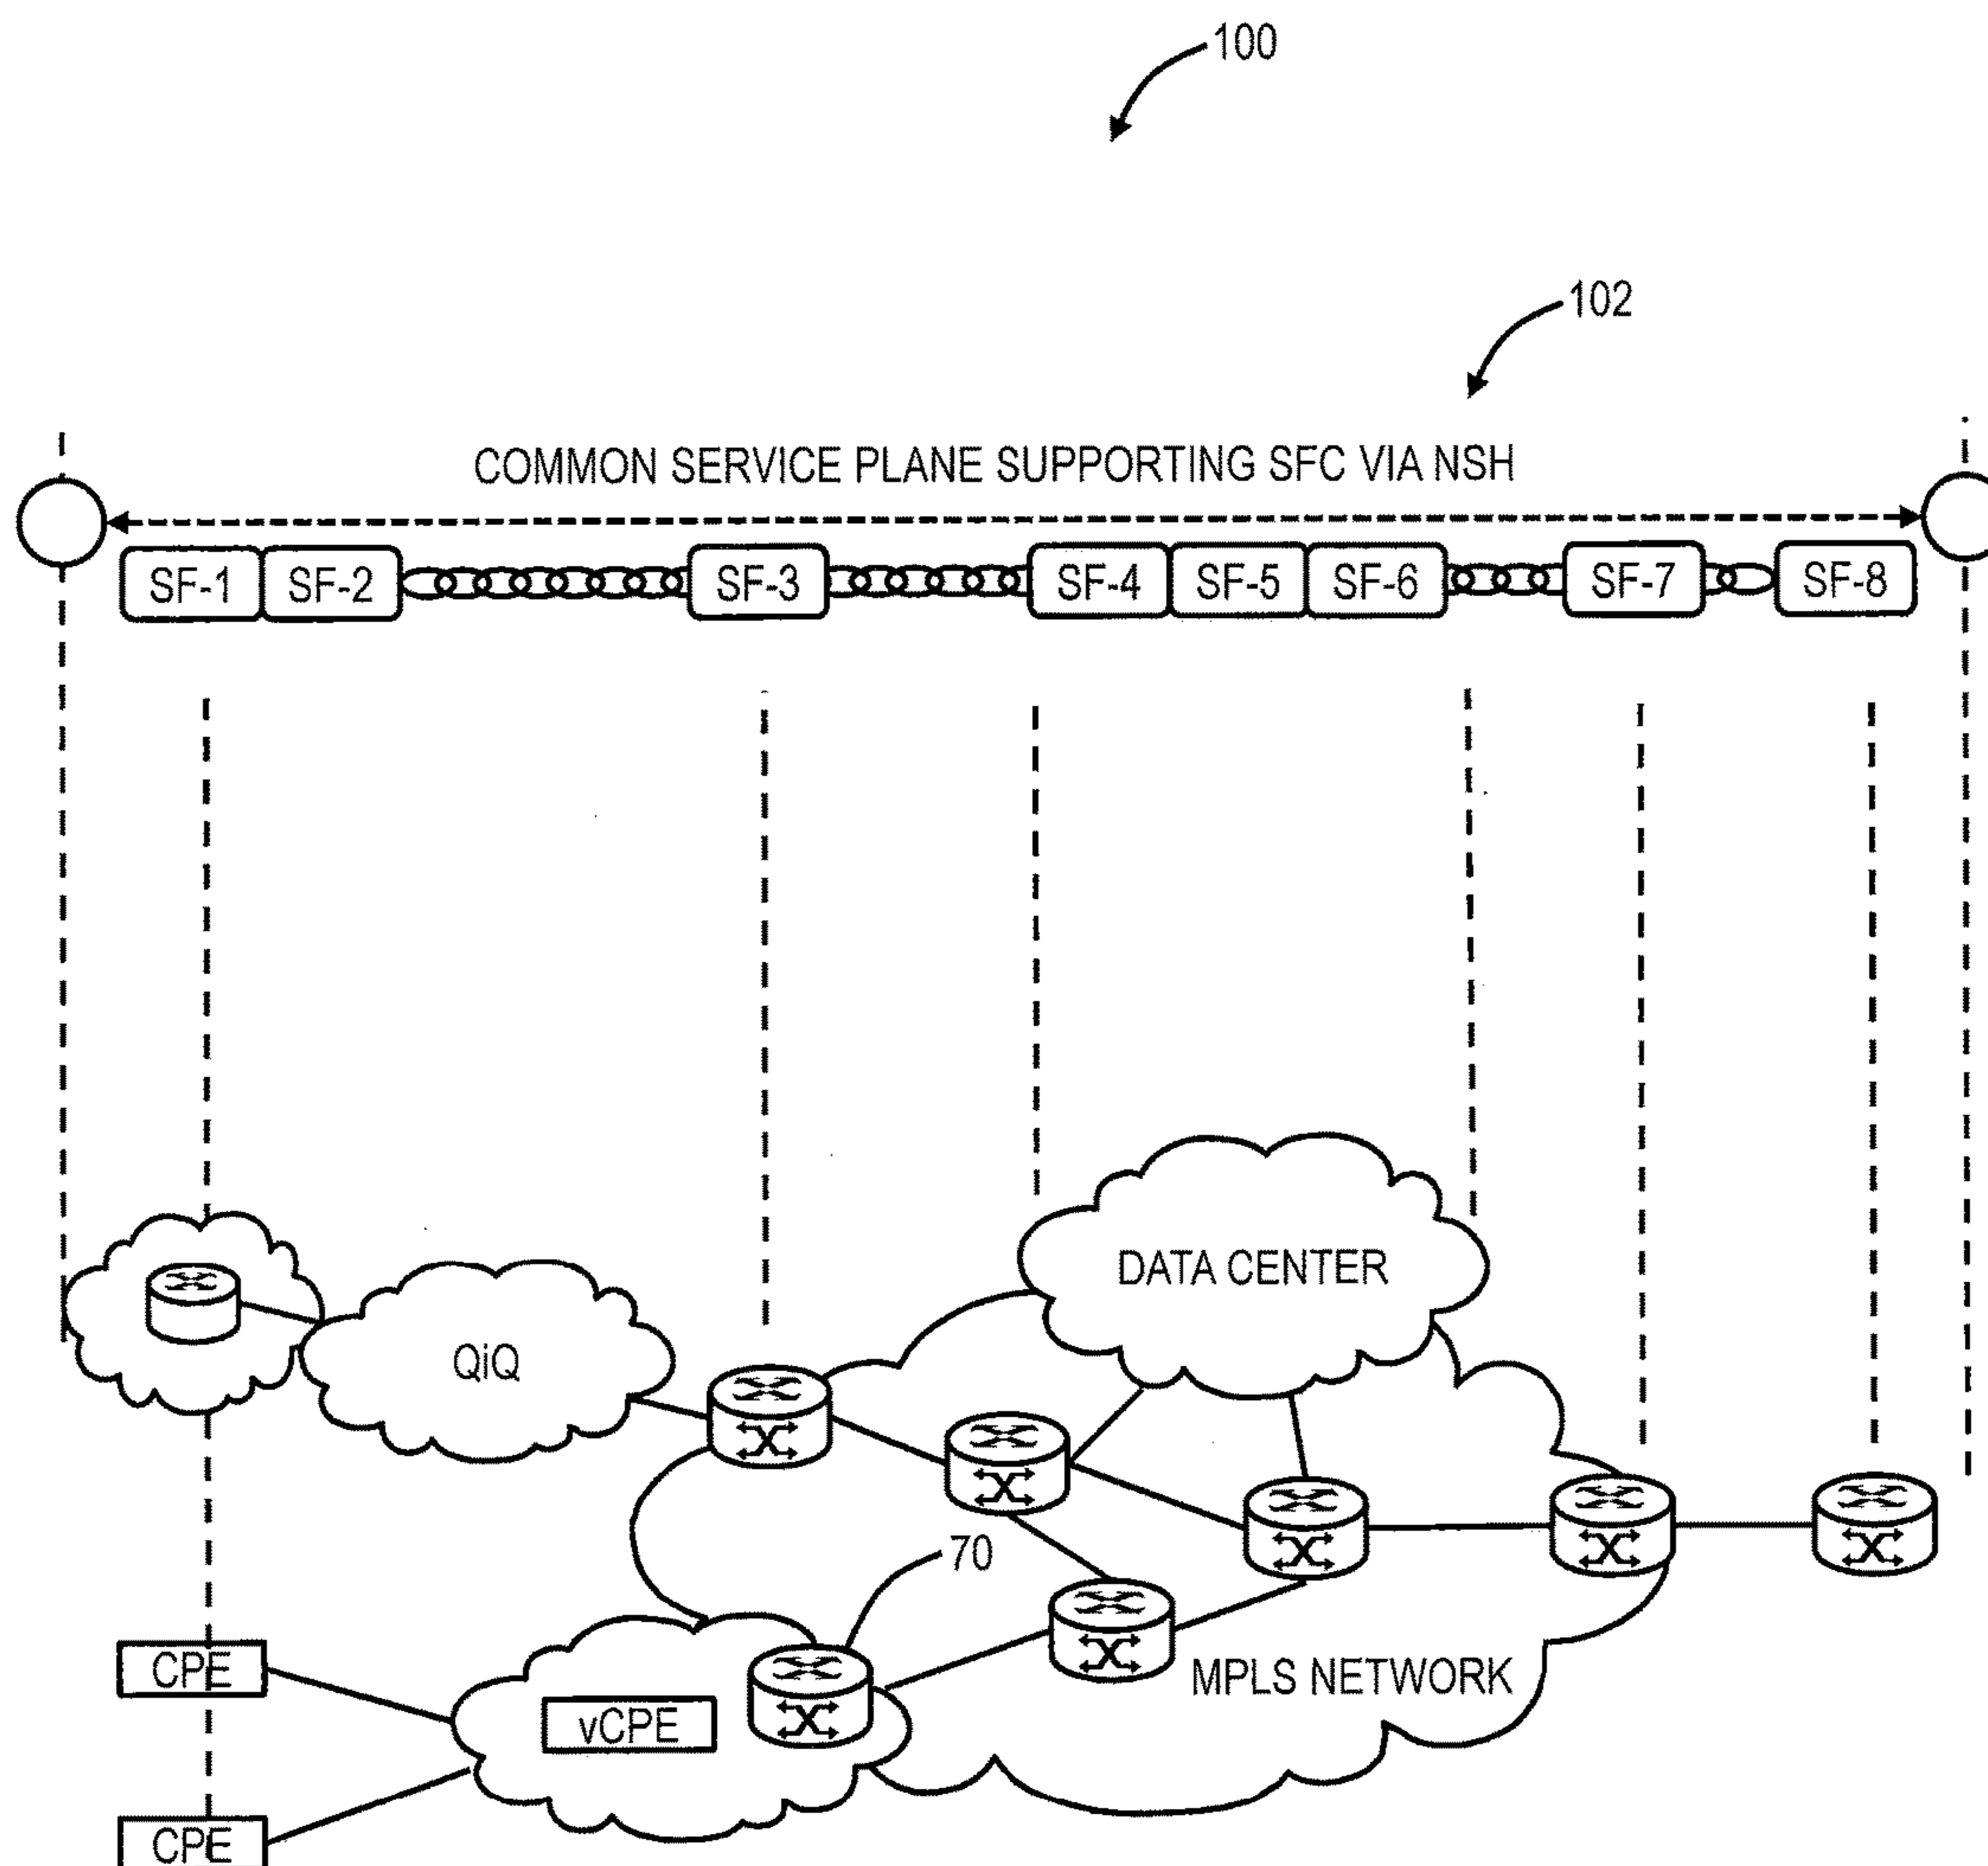 100
102
COMMON SERVICE PLANE SUPPORTING SFC VIA NSH
SF-1 SF-2 SF-3 SF-4 SF-5 SF-6 SF-7 SF-8
DATA CENTER
QiQ
70
CPE
MPLS NETWORK
vCPE
CPE